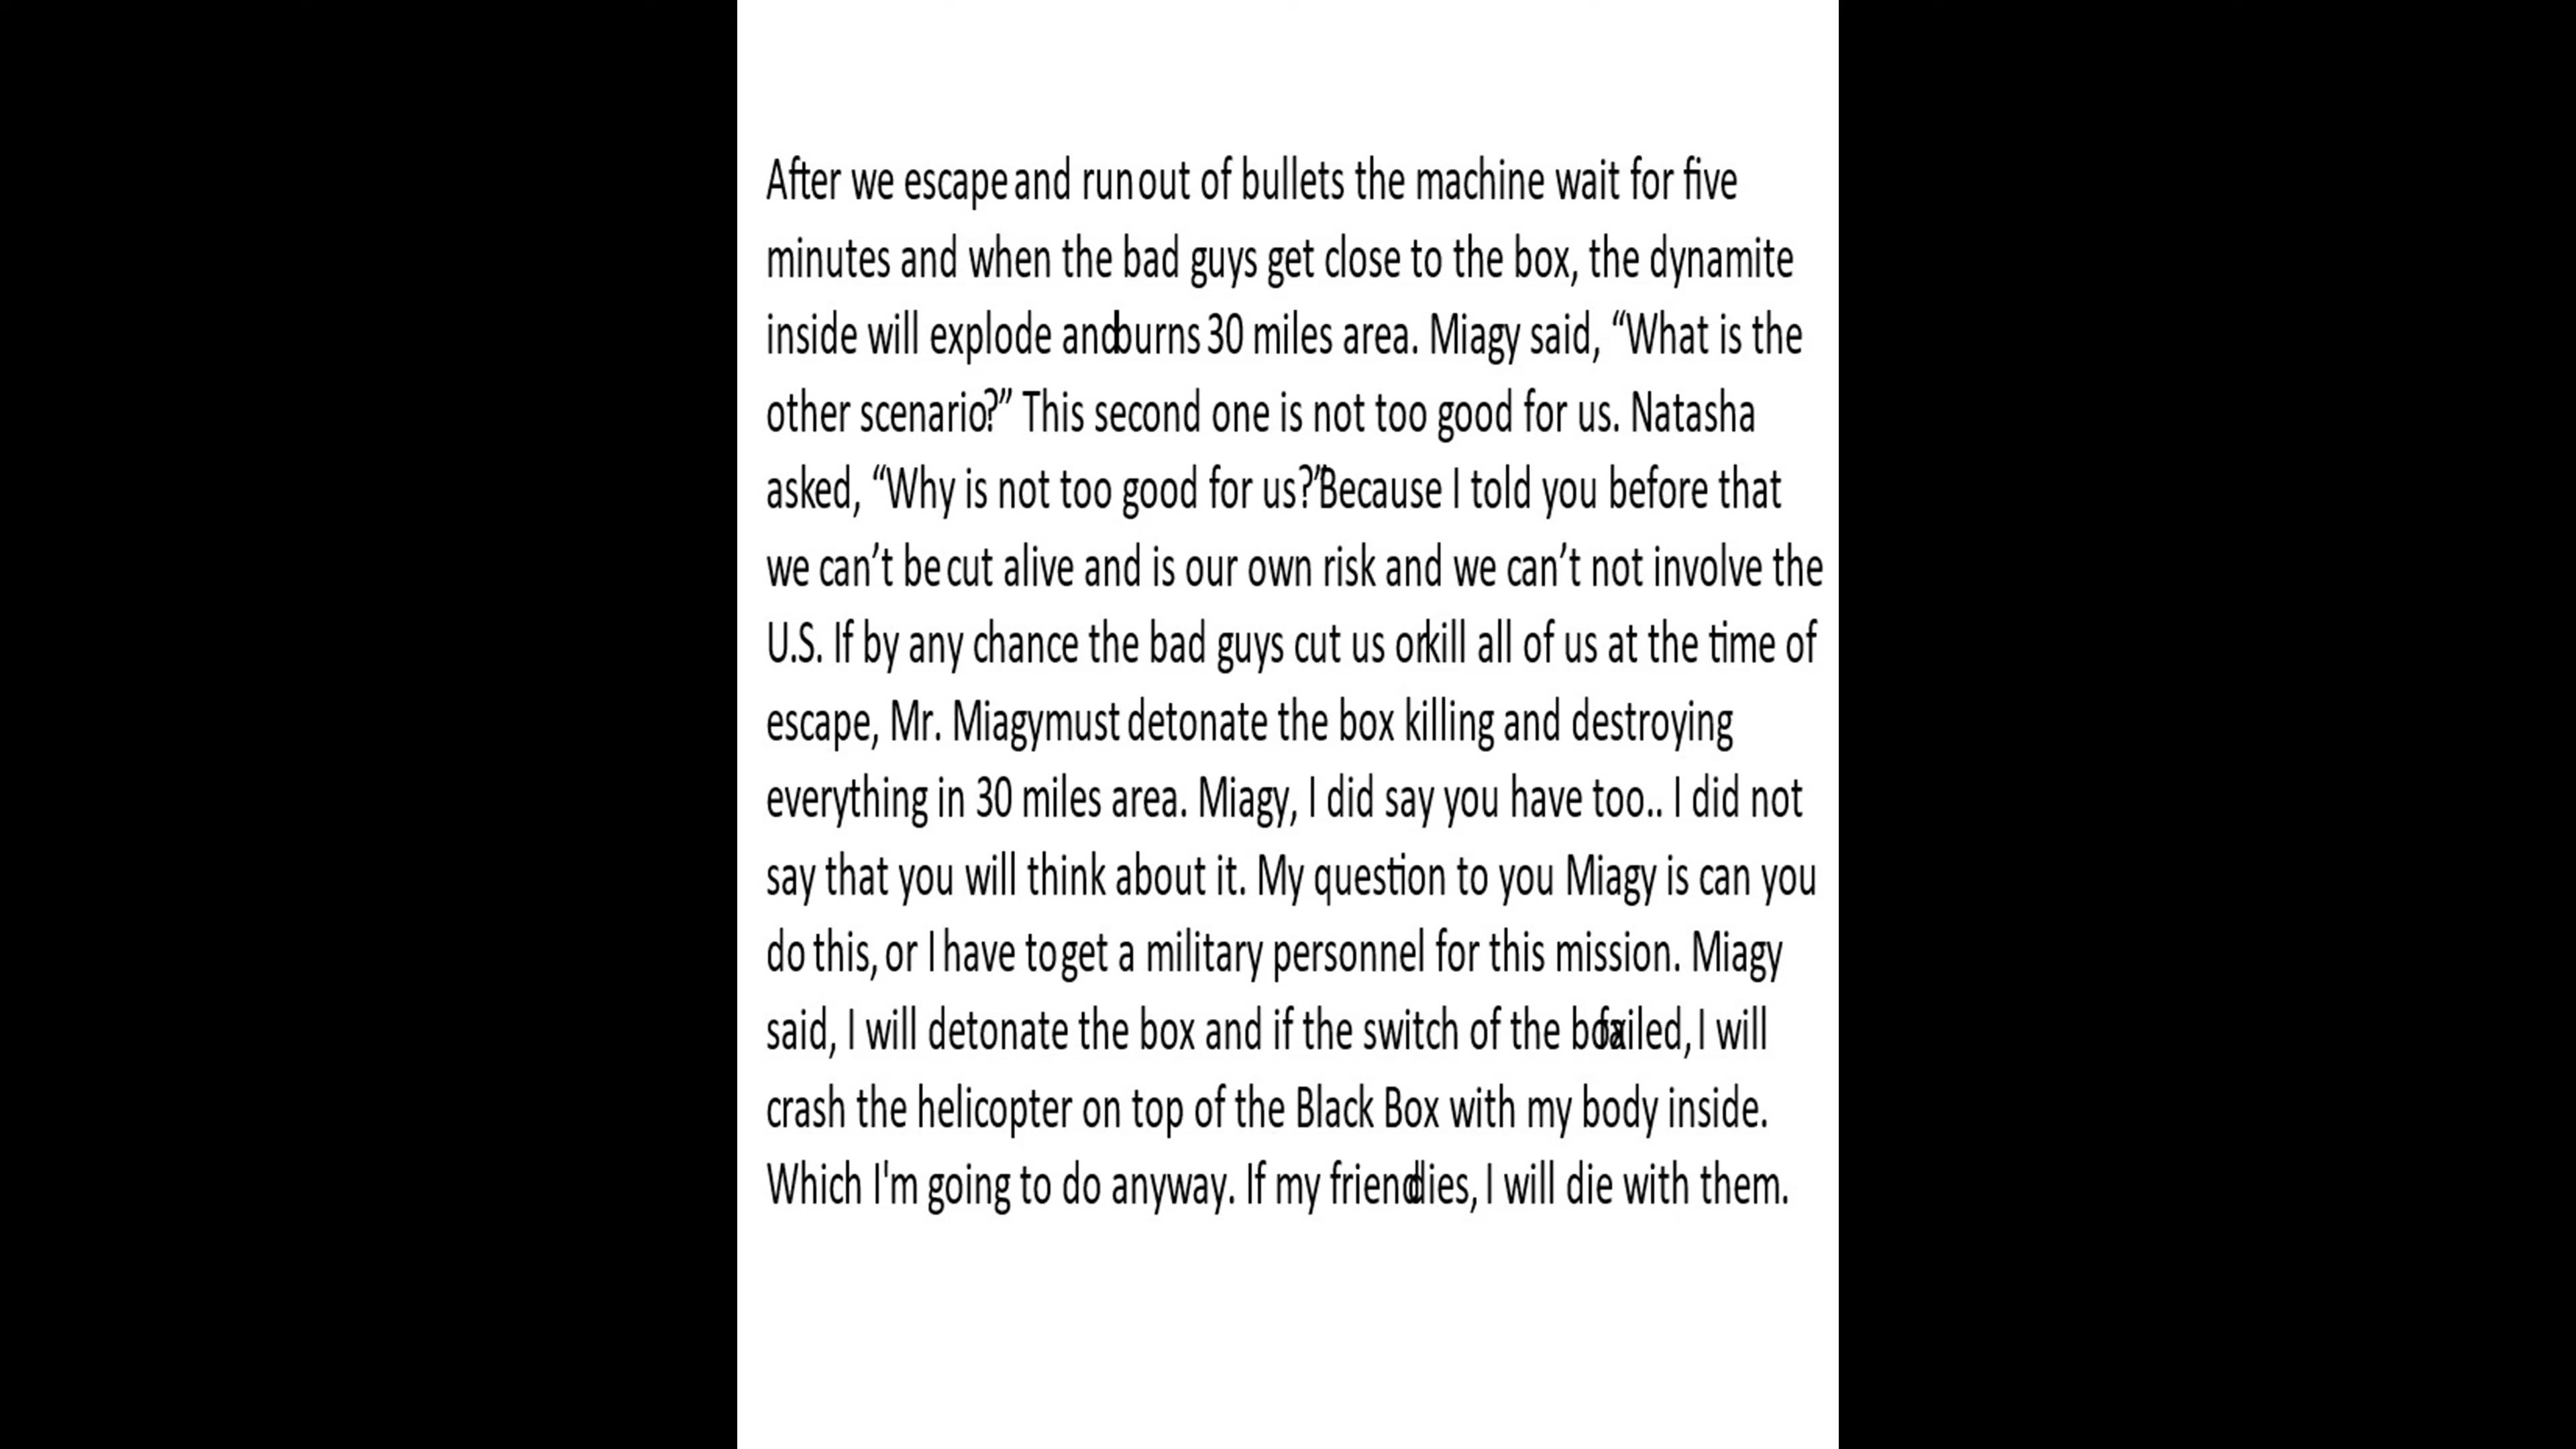 After we escape and run out of bullets the machine wait for five
minutes and when the bad guys get close to the box, the dynamite
inside will explode and burns 30 miles area. Miagy said, “What is the
other scenario?” This second one is not too good for us. Natasha
asked, “Why is not too good for us?” Because I told you before that
we can’t be cut alive and is our own risk and we can’t not involve the
U.S. If by any chance the bad guys cut us or kill all of us at the time of
escape, Mr. Miagy must detonate the box killing and destroying
everything in 30 miles area. Miagy, I did say you have too.. I did not
say that you will think about it. My question to you Miagy is can you
do this, or I have to get a military personnel for this mission. Miagy
said, I will detonate the box and if the switch of the box failed, I will
crash the helicopter on top of the Black Box with my body inside.
Which I'm going to do anyway. If my friend dies, I will die with them.